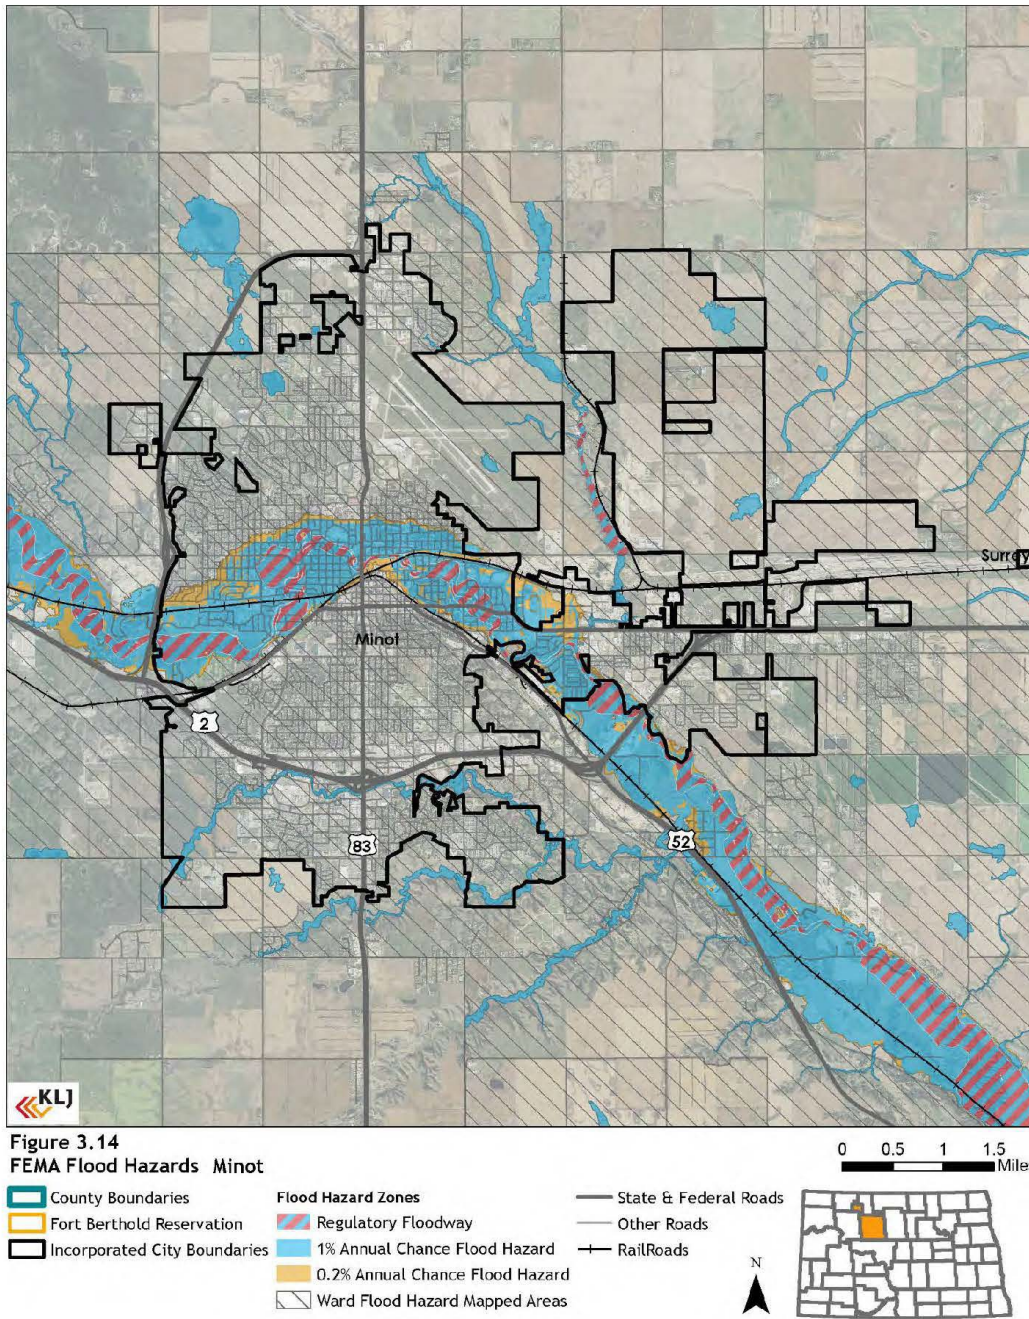 Surrey
Minot
2
83
52
KLJ
Figure 3.14
FEMA Flood Hazards Minot
County Boundaries
Fort Berthold Reservation
Incorporated City Boundaries
Flood Hazard Zones
Regulatory Floodway
1% Annual Chance Flood Hazard
0.2% Annual Chance Flood Hazard
Ward Flood Hazard Mapped Areas
State & Federal Roads
Other Roads
RailRoads
0 0.5 1 1.5
Mile
N